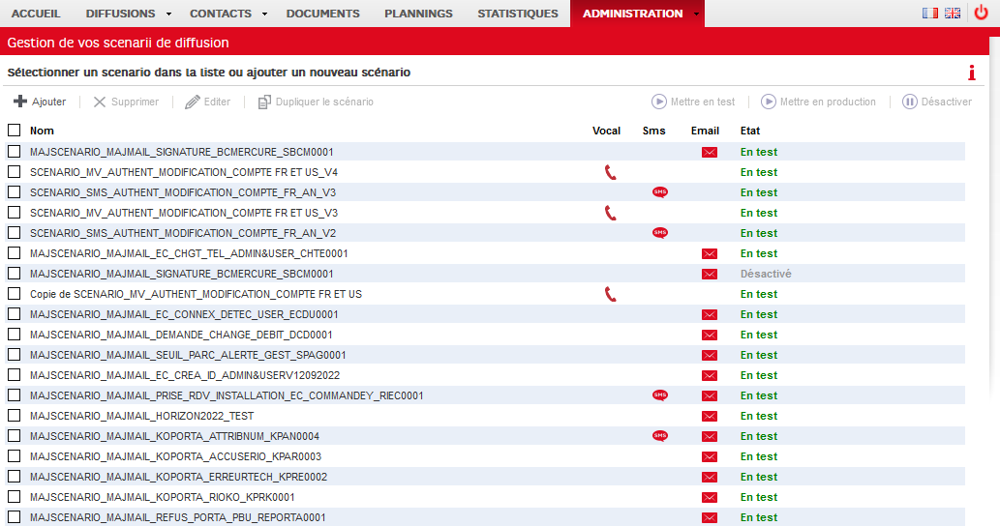 ACCUEIL DIFFUSIONS CONTACTS DOCUMENTS PLANNINGS STATISTIQUES ADMINISTRATION
Gestion de vos scenarii de diffusion
Sélectionner un scenario dans la liste ou ajouter un nouveau scénario
Ajouter Supprimer Editer Dupliquer le scénario Mettre en test Mettre en production Désactiver
Nom Vocal Sms Email Etat
MAJSCENARIO_MAJMAIL_SIGNATURE_BCMERCURE_SBCM0001 En test
SCENARIO_MV_AUTHENT_MODIFICATION_COMPTE FR ET US_V4 En test
SCENARIO_SMS_AUTHENT_MODIFICATION_COMPTE_FR_AN_V3 SMS En test
SCENARIO_MV_AUTHENT_MODIFICATION_COMPTE FR ET US_V3 En test
SCENARIO_SMS_AUTHENT_MODIFICATION_COMPTE_FR_AN_V2 SMS En test
MAJSCENARIO_MAJMAIL_EC_CHGT_TEL_ADMIN&USER_CHTE0001 En test
MAJSCENARIO_MAJMAIL_SIGNATURE_BCMERCURE_SBCM0001 Désactivé
Copie de SCENARIO_MV_AUTHENT_MODIFICATION_COMPTE FR ET US En test
MAJSCENARIO_MAJMAIL_EC_CONNEX_DETEC_USER_ECDU0001 En test
MAJSCENARIO_MAJMAIL_DEMANDE_CHANGE_DEBIT_DCD0001 En test
MAJSCENARIO_MAJMAIL_SEUIL_PARC_ALERTE_GEST_SPAG0001 En test
MAJSCENARIO_MAJMAIL_EC_CREA_ID_ADMIN&USERV12092022 En test
MAJSCENARIO_MAJMAIL_PRISE_RDV_INSTALLATION_EC_COMMANDEY_RIEC0001 SMS En test
MAJSCENARIO_MAJMAIL_HORIZON2022_TEST En test
MAJSCENARIO_MAJMAIL_KOPORTA_ATTRIBNUM_KPAN0004 SMS En test
MAJSCENARIO_MAJMAIL_KOPORTA_ACCUSERIO_KPAR0003 En test
MAJSCENARIO_MAJMAIL_KOPORTA_ERREURTECH_KPRE0002 En test
MAJSCENARIO_MAJMAIL_KOPORTA_RIOKO_KPRK0001 En test
MAJSCENARIO_MAJMAIL_REFUS_PORTA_PBU_REPORTA0001 En test